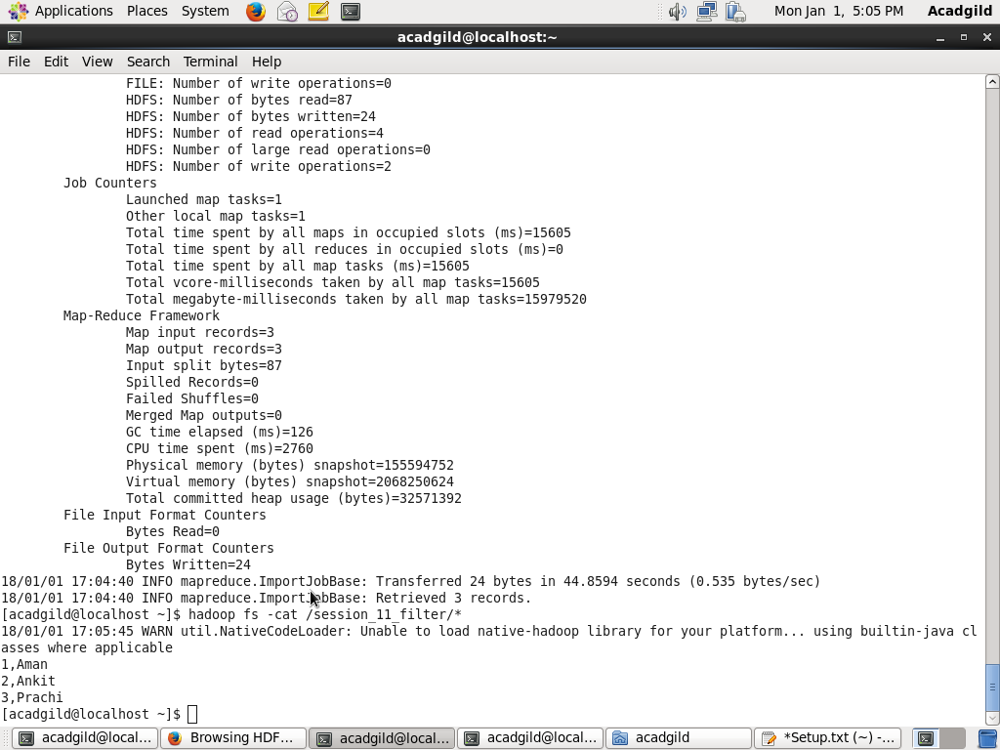 Applications Places System Mon Jan 1, 5:05 PM Acadgild
acadgild@localhost:~
File Edit View Search Terminal Help
FILE: Number of write operations=0
HDFS: Number of bytes read=87
HDFS: Number of bytes written=24
HDFS: Number of read operations=4
HDFS: Number of large read operations=0
HDFS: Number of write operations=2
Job Counters
Launched map tasks=1
Other local map tasks=1
Total time spent by all maps in occupied slots (ms)=15605
Total time spent by all reduces in occupied slots (ms)=0
Total time spent by all map tasks (ms)=15605
Total vcore-milliseconds taken by all map tasks=15605
Total megabyte-milliseconds taken by all map tasks=15979520
Map-Reduce Framework
Map input records=3
Map output records=3
Input split bytes=87
Spilled Records=0
Failed Shuffles=0
Merged Map outputs=0
GC time elapsed (ms)=126
CPU time spent (ms)=2760
Physical memory (bytes) snapshot=155594752
Virtual memory (bytes) snapshot=2068250624
Total committed heap usage (bytes)=32571392
File Input Format Counters
Bytes Read=0
File Output Format Counters
Bytes Written=24
18/01/01 17:04:40 INFO mapreduce.ImportJobBase: Transferred 24 bytes in 44.8594 seconds (0.535 bytes/sec)
18/01/01 17:04:40 INFO mapreduce.ImportJobBase: Retrieved 3 records.
[acadgild@localhost ~]$ hadoop fs -cat /session_11_filter/*
18/01/01 17:05:45 WARN util.NativeCodeLoader: Unable to load native-hadoop library for your platform... using builtin-java cl
asses where applicable
1,Aman
2,Ankit
3,Prachi
[acadgild@localhost ~]$
acadgild@local... Browsing HDF... acadgild@local... acadgild@local... acadgild *Setup.txt (~) -...